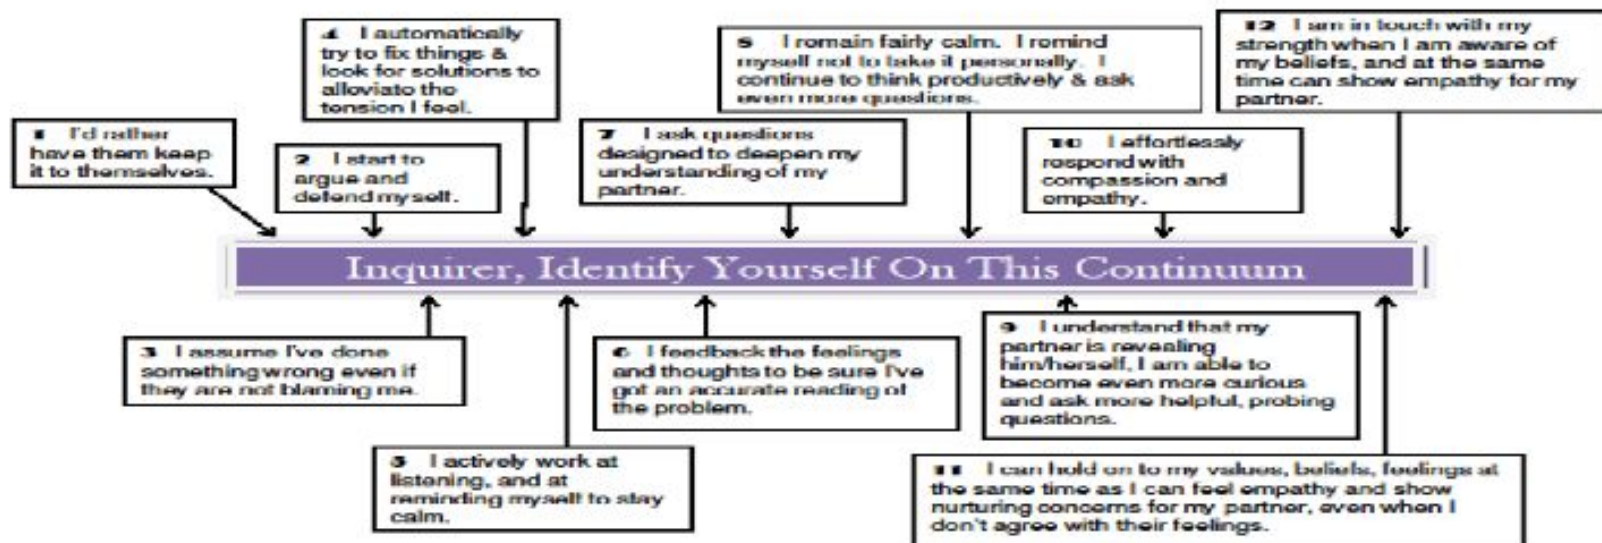 1 I'd rather
have them keep
it to themselves.
2 I start to
argue and
defend myself.
4 I automatically
try to fix things &
look for solutions to
alleviate the
tension I feel.
7 I ask questions
designed to deepen my
understanding of my
partner.
8 I romain fairly calm. I remind
myself not to take it personally. I
continue to think productively & ask
even more questions.
10 I effortlessly
respond with
compassion and
empathy.
12 I am in touch with my
strength when I am aware of
my beliefs, and at the same
time can show empathy for my
partner.
Inquirer, Identify Yourself On This Continuum
3 I assume I've done
something wrong even if
they are not blaming me.
5 I actively work at
listening, and at
reminding myself to stay
calm.
6 I feedback the feelings
and thoughts to be sure I've
got an accurate reading of
the problem.
9 I understand that my
partner is revealing
him/herself, I am able to
become even more curious
and ask more helpful, probing
questions.
11 I can hold on to my values, beliefs, feelings at
the same time as I can feel empathy and show
nurturing concerns for my partner, even when I
don't agree with their feelings.